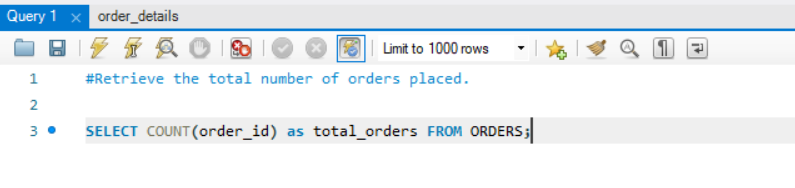 Query 1 × order_details
Limit to 1000 rows
1 #Retrieve the total number of orders placed.
2
3 SELECT COUNT(order_id) as total_orders FROM ORDERS;